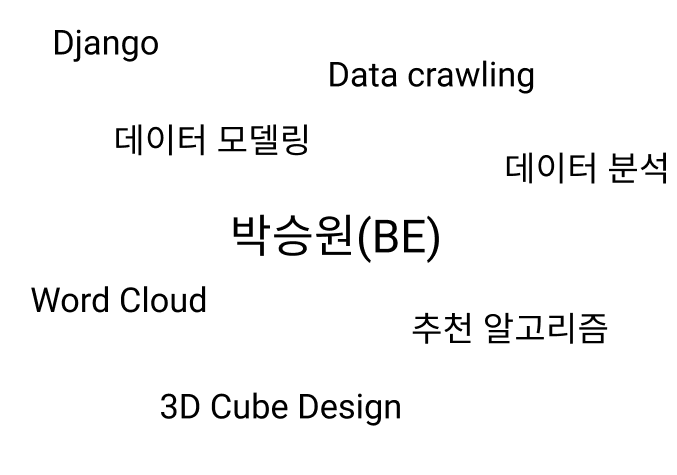 Django
Data crawling
데이터 모델링
데이터 분석
박승원(BE)
Word Cloud
추천 알고리즘
3D Cube Design